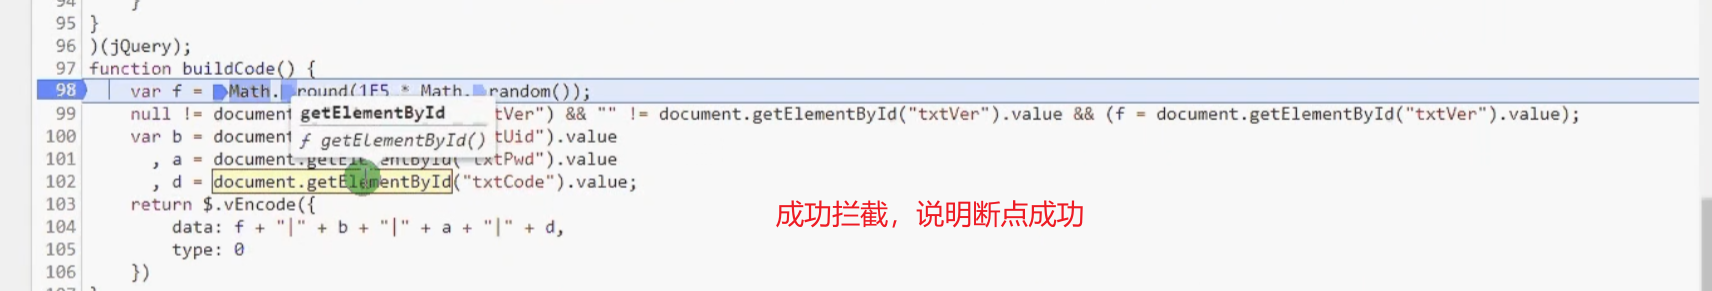 94 }
95 }
96 )(jQuery);
97 function buildCode() {
98 var f = Math.round(1E5 * Math.random());
99 null != document tVer") && "" != document.getElementById("txtVer").value && (f = document.getElementById("txtVer").value);
getElementById
100 var b = document tUid").value
ƒ getElementById()
101 , a = document.getElementById("txtPwd").value
102 , d = document.getElementById("txtCode").value;
103 return $.vEncode({
104 data: f + "|" + b + "|" + a + "|" + d,
105 type: 0
106 })
107 }
成功拦截，说明断点成功